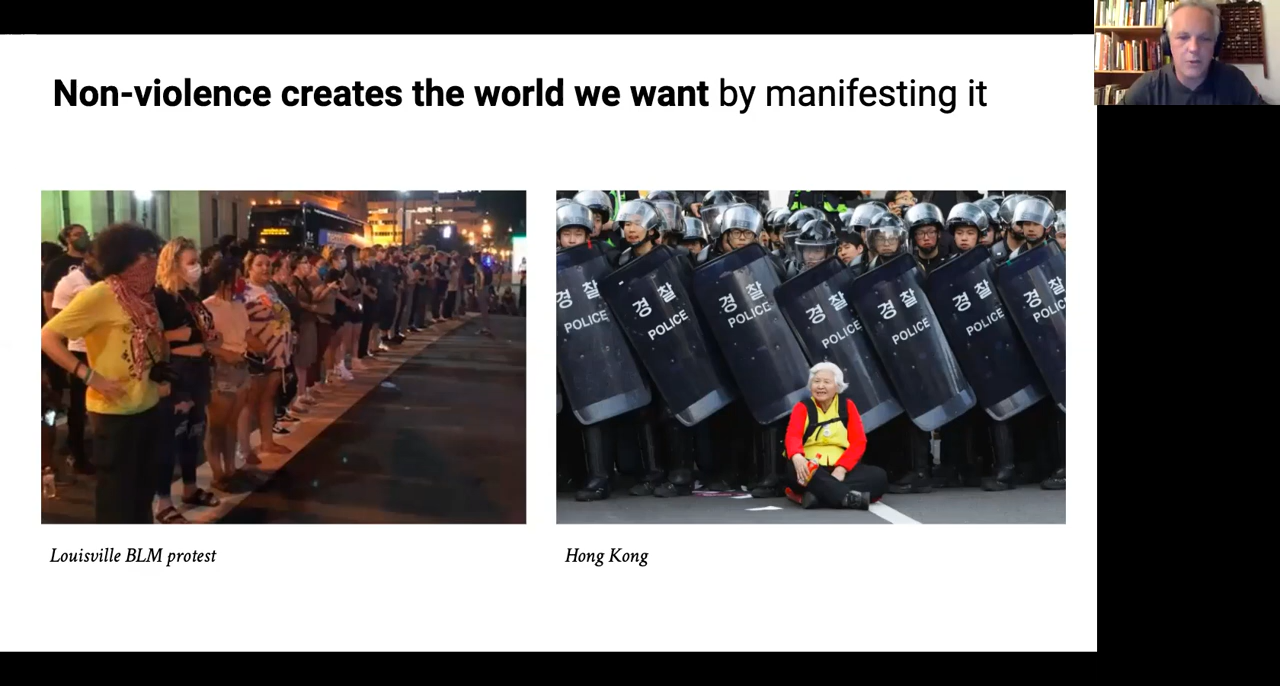 Non-violence creates the world we want by manifesting it
경찰
POLICE
경찰
POLICE
경찰
POLICE
경찰
POLICE
경찰
POLICE
경찰
POLICE
경찰
Louisville BLM protest
Hong Kong